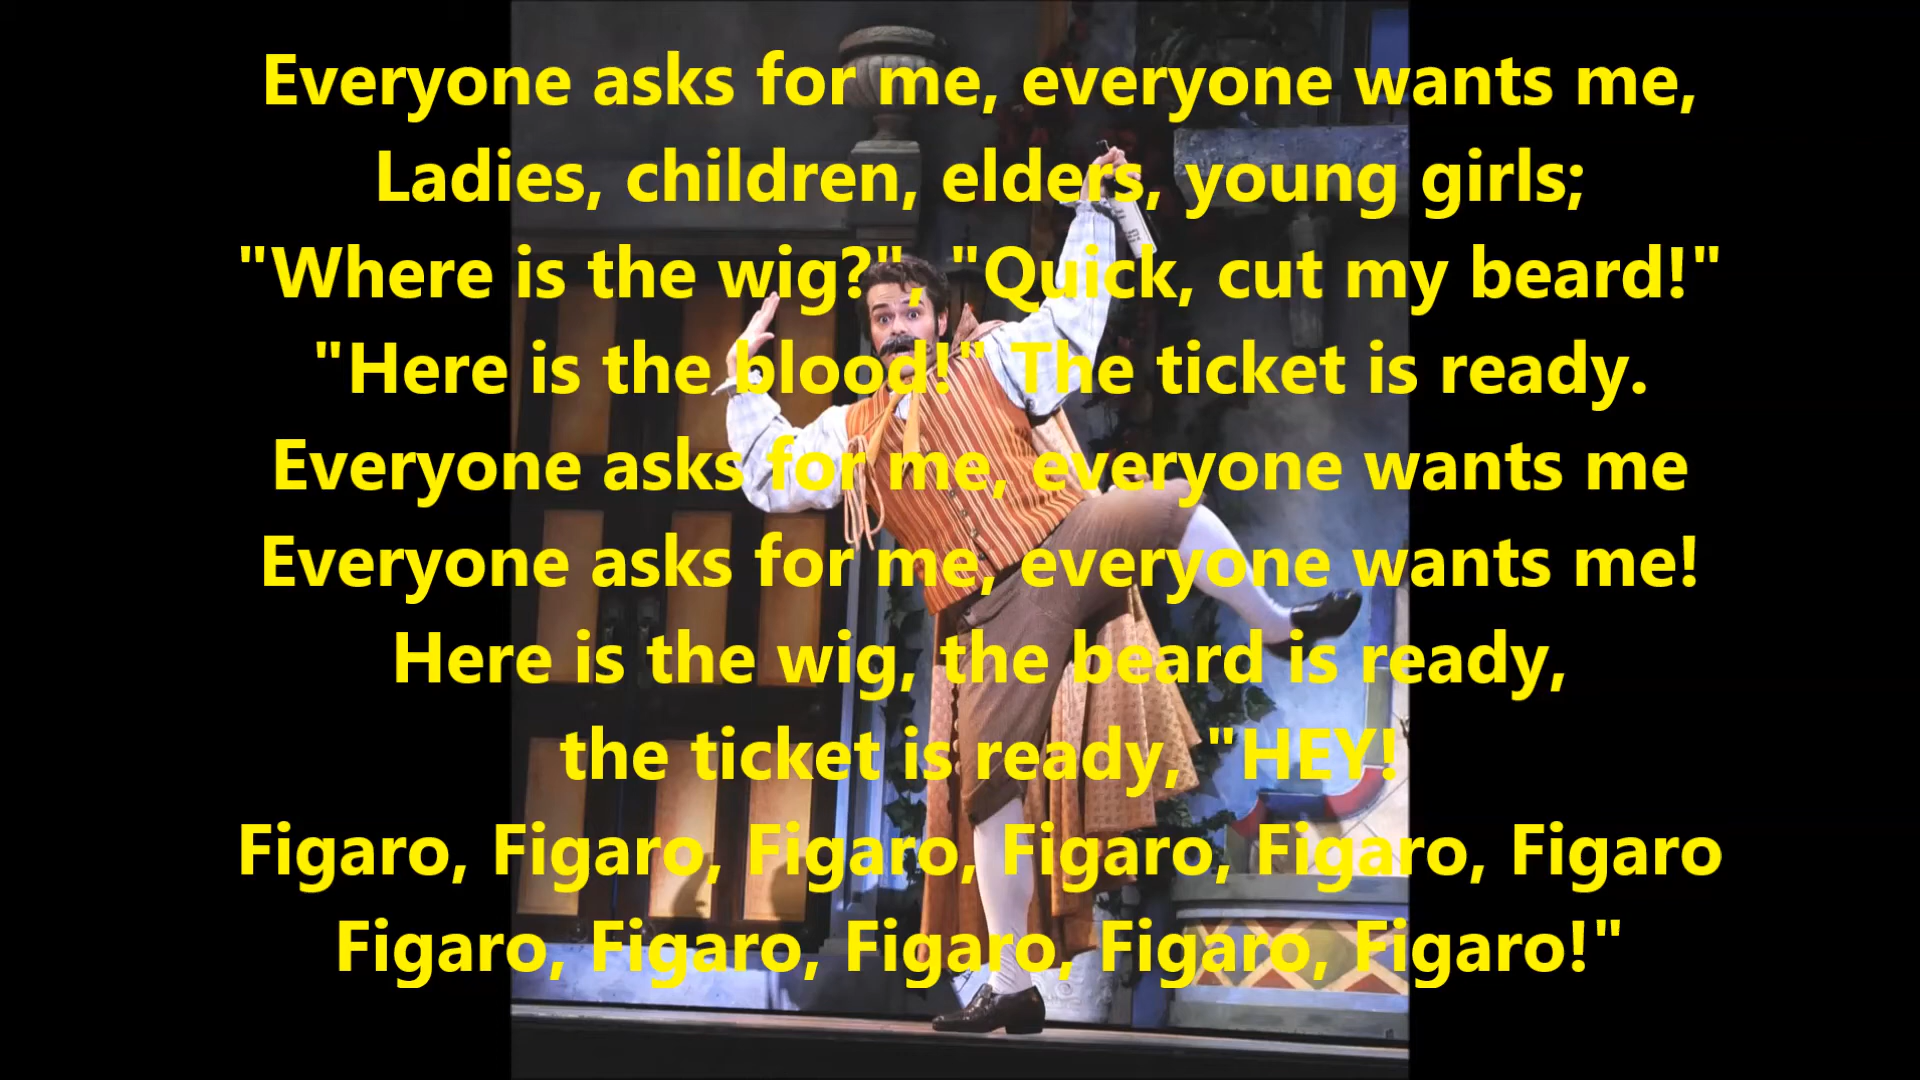 Everyone asks for me, everyone wants me,
Ladies, children, elders, young girls;
"Where is the wig?", "Quick, cut my beard!"
"Here is the blood!" The ticket is ready.
Everyone asks for me, everyone wants me
Everyone asks for me, everyone wants me!
Here is the wig, the beard is ready,
the ticket is ready, "HEY!
Figaro, Figaro, Figaro, Figaro, Figaro, Figaro
Figaro, Figaro, Figaro, Figaro, Figaro!"